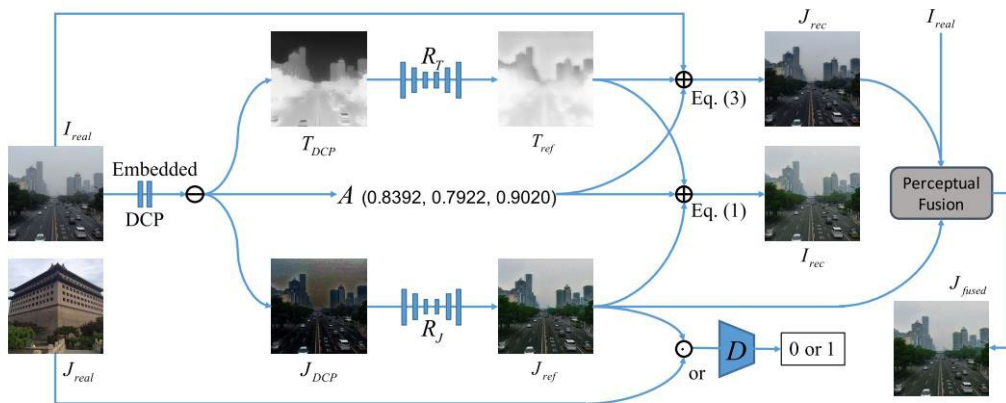 J_rec
I_real
R_T
Eq. (3)
I_real
T_DCP
T_ref
Embedded
DCP
A (0.8392, 0.7922, 0.9020)
Eq. (1)
Perceptual
Fusion
I_rec
J_fused
R_J
D
0 or 1
J_real
J_DCP
J_ref
or